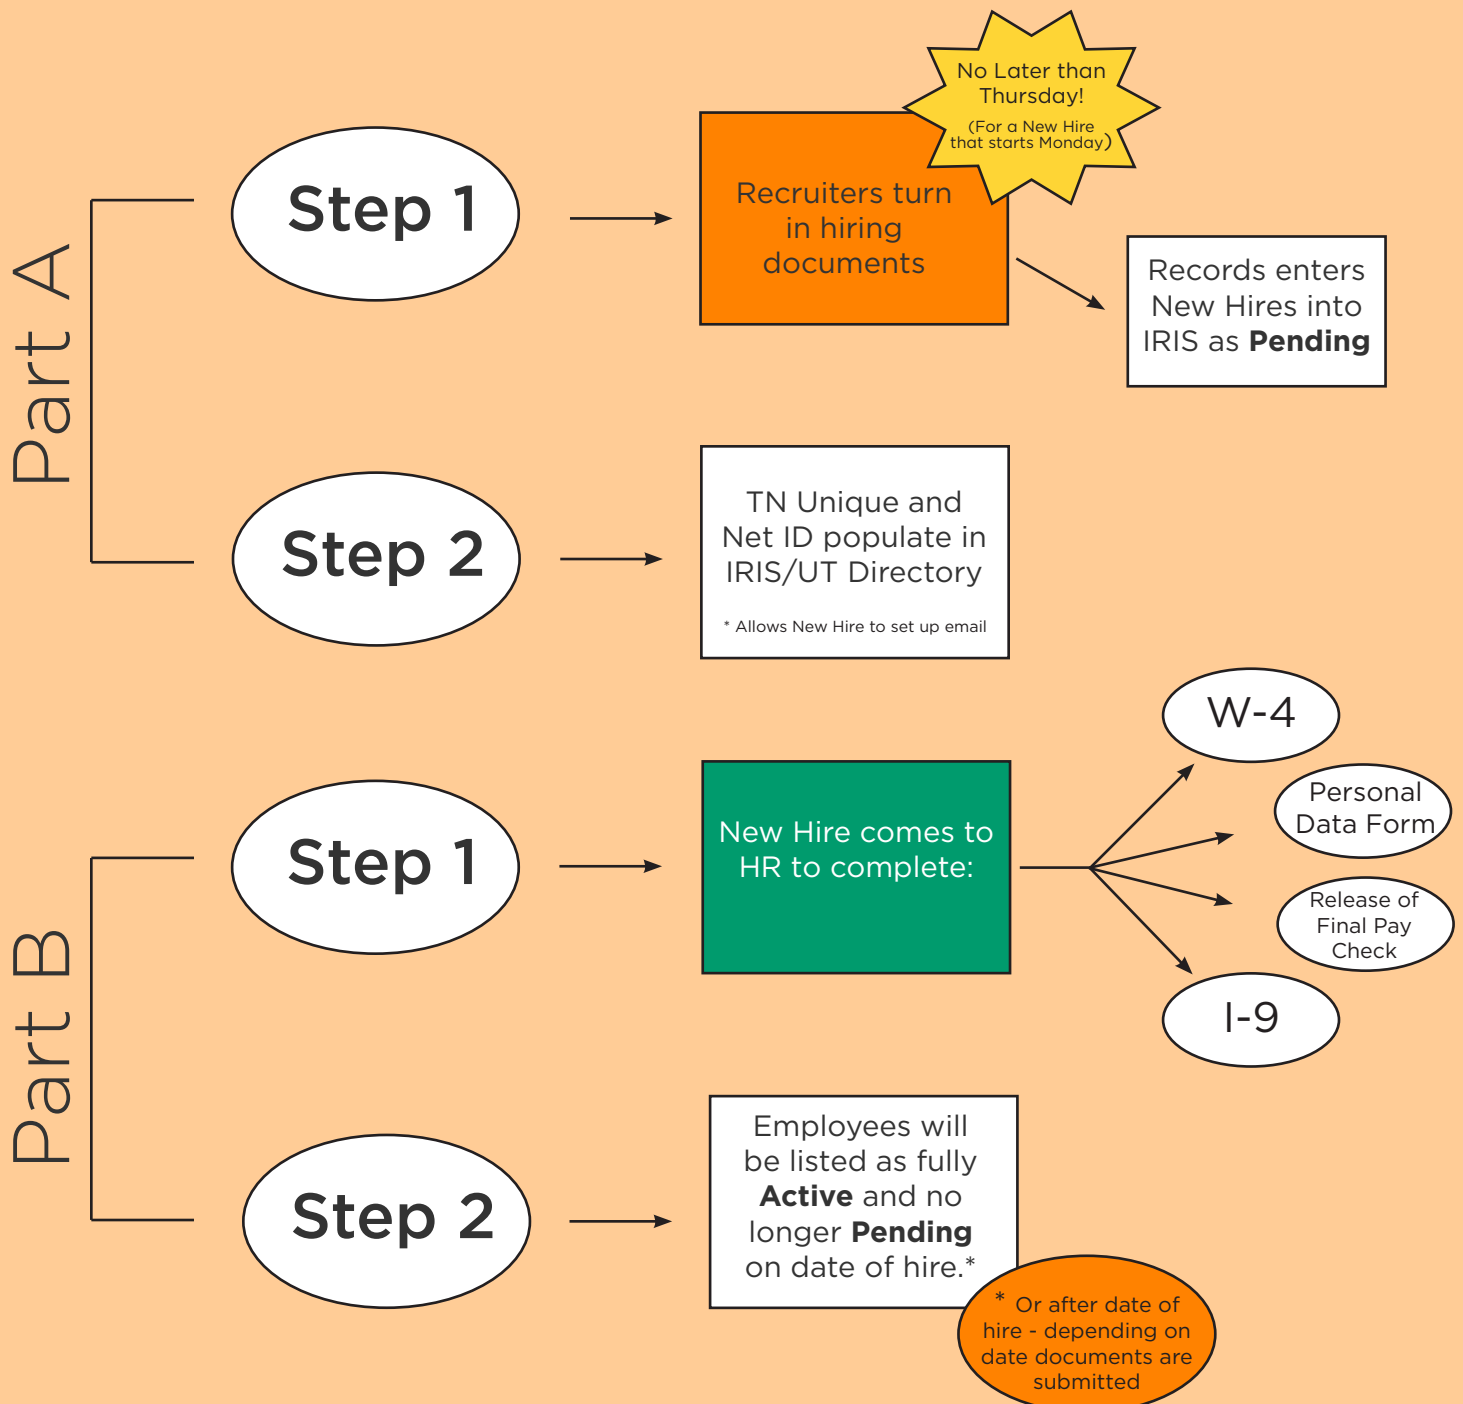 Part A
Step 1
No Later than
Thursday!
(For a New Hire
that starts Monday)
Recruiters turn
in hiring
documents
Records enters
New Hires into
IRIS as Pending
Step 2
TN Unique and
Net ID populate in
IRIS/UT Directory
* Allows New Hire to set up email
Part B
Step 1
New Hire comes to
HR to complete:
W-4
Personal
Data Form
Release of
Final Pay
Check
I-9
Step 2
Employees will
be listed as fully
Active and no
longer Pending
on date of hire.*
* Or after date of
hire - depending on
date documents are
submitted